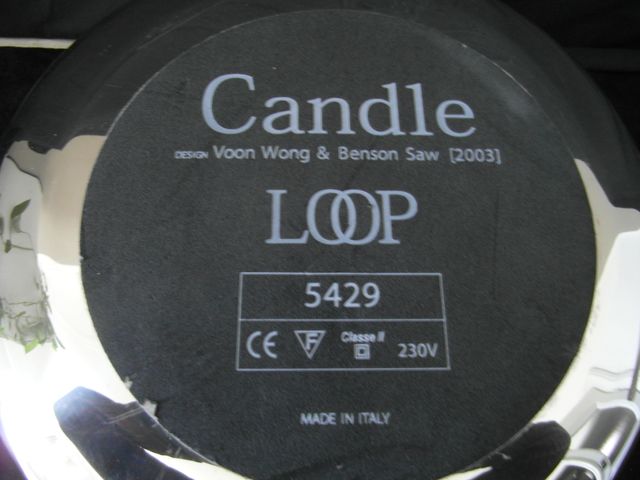 Candle
DESIGN Voon Wong & Benson Saw [2003]
LOOP
5429
CE F Classe II 230V
MADE IN ITALY